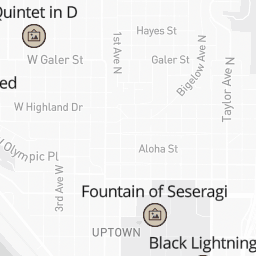 Quintet in D
Hayes St
W Galer St
Galer St
1st Ave N
Bigelow Ave N
Taylor Ave N
ed
W Highland Dr
W Olympic Pl
Aloha St
3rd Ave W
Fountain of Seseragi
UPTOWN
Black Lightning